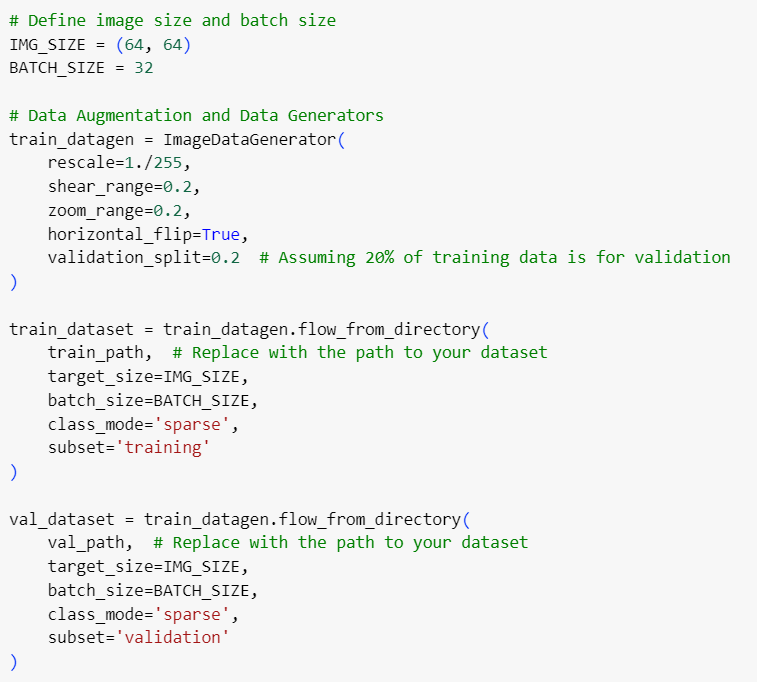 # Define image size and batch size
IMG_SIZE = (64, 64)
BATCH_SIZE = 32

# Data Augmentation and Data Generators
train_datagen = ImageDataGenerator(
    rescale=1./255,
    shear_range=0.2,
    zoom_range=0.2,
    horizontal_flip=True,
    validation_split=0.2  # Assuming 20% of training data is for validation
)

train_dataset = train_datagen.flow_from_directory(
    train_path,  # Replace with the path to your dataset
    target_size=IMG_SIZE,
    batch_size=BATCH_SIZE,
    class_mode='sparse',
    subset='training'
)

val_dataset = train_datagen.flow_from_directory(
    val_path,  # Replace with the path to your dataset
    target_size=IMG_SIZE,
    batch_size=BATCH_SIZE,
    class_mode='sparse',
    subset='validation'
)